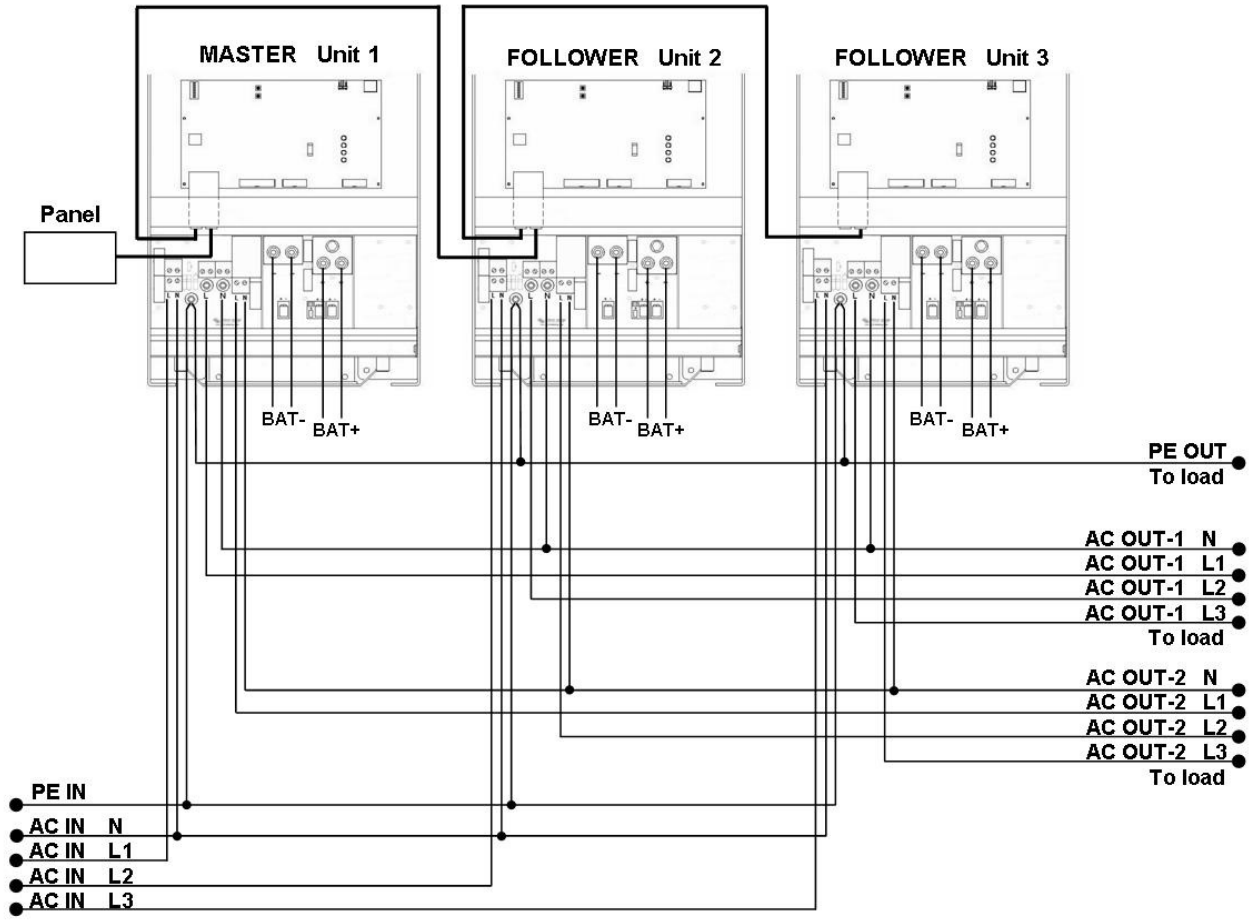 MASTER Unit 1
FOLLOWER Unit 2
FOLLOWER Unit 3
Panel
L N L N L N
L N L N L N
L N L N L N
BAT-
BAT+
BAT-
BAT+
BAT-
BAT+
PE OUT
To load
AC OUT-1 N
AC OUT-1 L1
AC OUT-1 L2
AC OUT-1 L3
To load
AC OUT-2 N
AC OUT-2 L1
AC OUT-2 L2
AC OUT-2 L3
To load
PE IN
AC IN N
AC IN L1
AC IN L2
AC IN L3